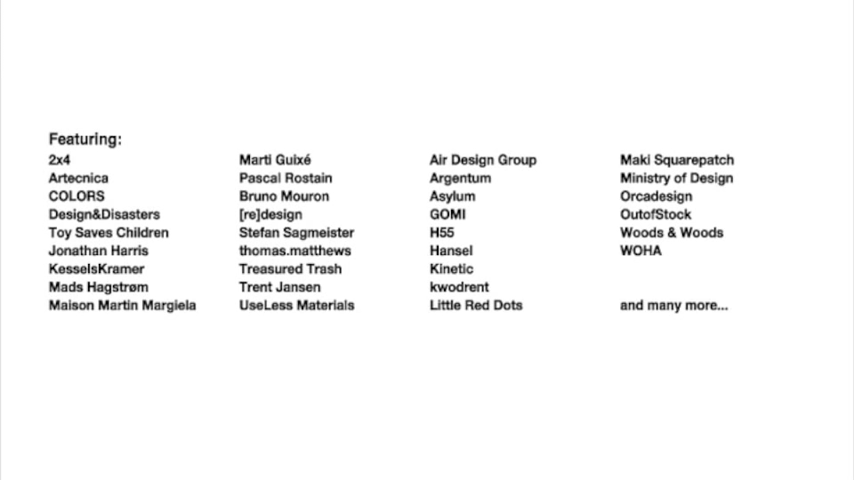 Featuring:
2x4
Artecnica
COLORS
Design&Disasters
Toy Saves Children
Jonathan Harris
KesselsKramer
Mads Hagstrøm
Maison Martin Margiela
Marti Guixé
Pascal Rostain
Bruno Mouron
[re]design
Stefan Sagmeister
thomas.matthews
Treasured Trash
Trent Jansen
UseLess Materials
Air Design Group
Argentum
Asylum
GOMI
H55
Hansel
Kinetic
kwodrent
Little Red Dots
Maki Squarepatch
Ministry of Design
Orcadesign
OutofStock
Woods & Woods
WOHA
and many more...